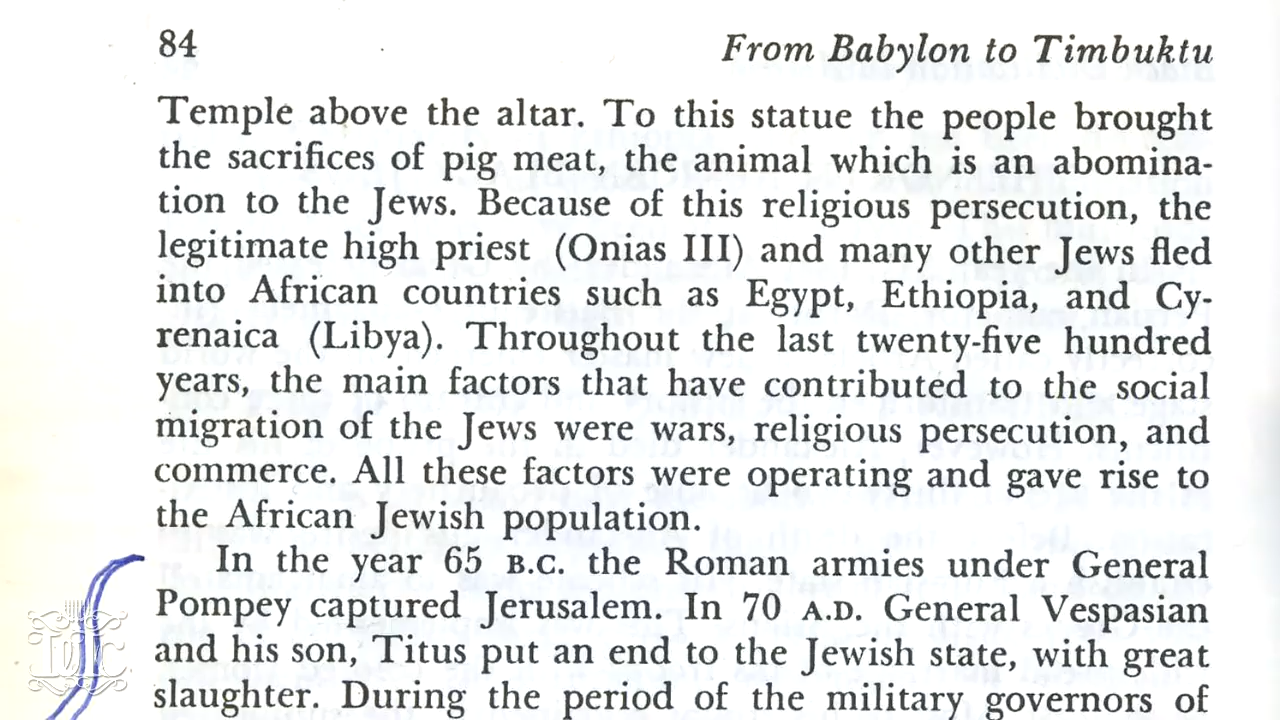 84
From Babylon to Timbuktu
Temple above the altar. To this statue the people brought
the sacrifices of pig meat, the animal which is an abomina-
tion to the Jews. Because of this religious persecution, the
legitimate high priest (Onias III) and many other Jews fled
into African countries such as Egypt, Ethiopia, and Cy-
renaica (Libya). Throughout the last twenty-five hundred
years, the main factors that have contributed to the social
migration of the Jews were wars, religious persecution, and
commerce. All these factors were operating and gave rise to
the African Jewish population.
In the year 65 B.C. the Roman armies under General
Pompey captured Jerusalem. In 70 A.D. General Vespasian
and his son, Titus put an end to the Jewish state, with great
slaughter. During the period of the military governors of